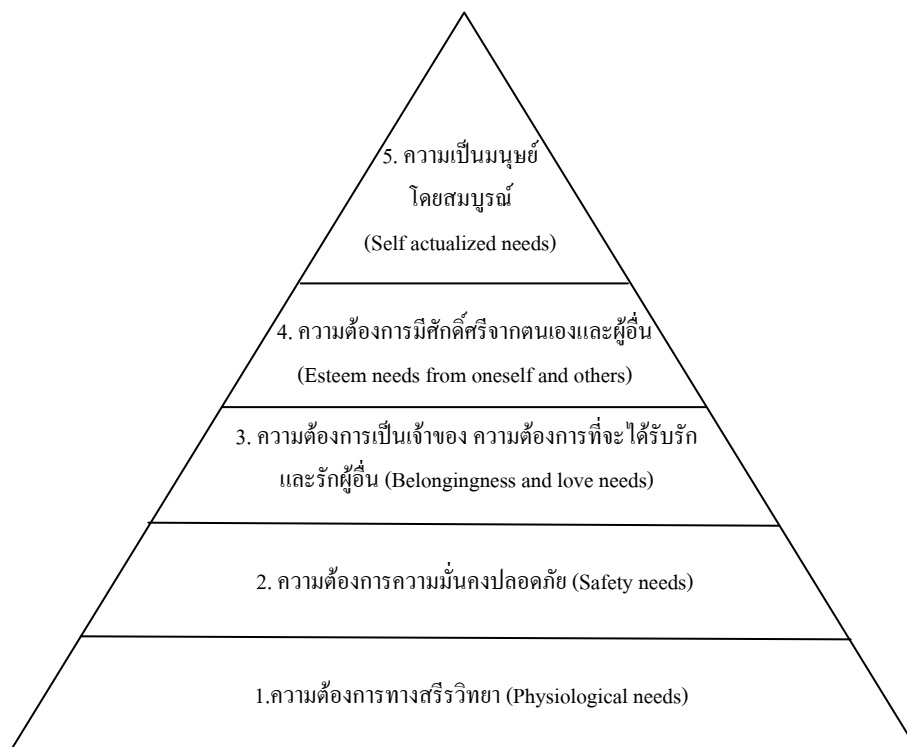 5. ความเป็นมนุษย์
โดยสมบูรณ์
(Self actualized needs)
4. ความต้องการมีศักดิ์ศรีจากตนเองและผู้อื่น
(Esteem needs from oneself and others)
3. ความต้องการเป็นเจ้าของ ความต้องการที่จะได้รับรัก
และรักผู้อื่น (Belongingness and love needs)
2. ความต้องการความมั่นคงปลอดภัย (Safety needs)
1.ความต้องการทางสรีรวิทยา (Physiological needs)